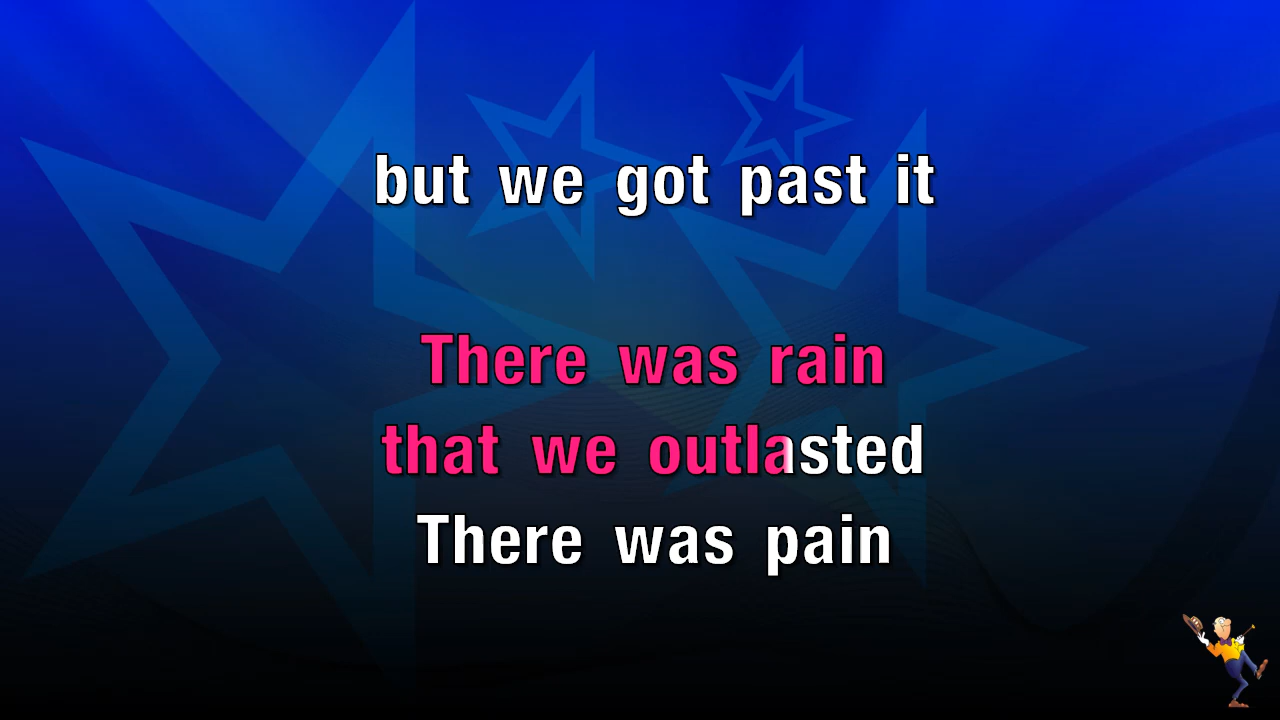 but we got past it
There was rain
that we outlasted
There was pain